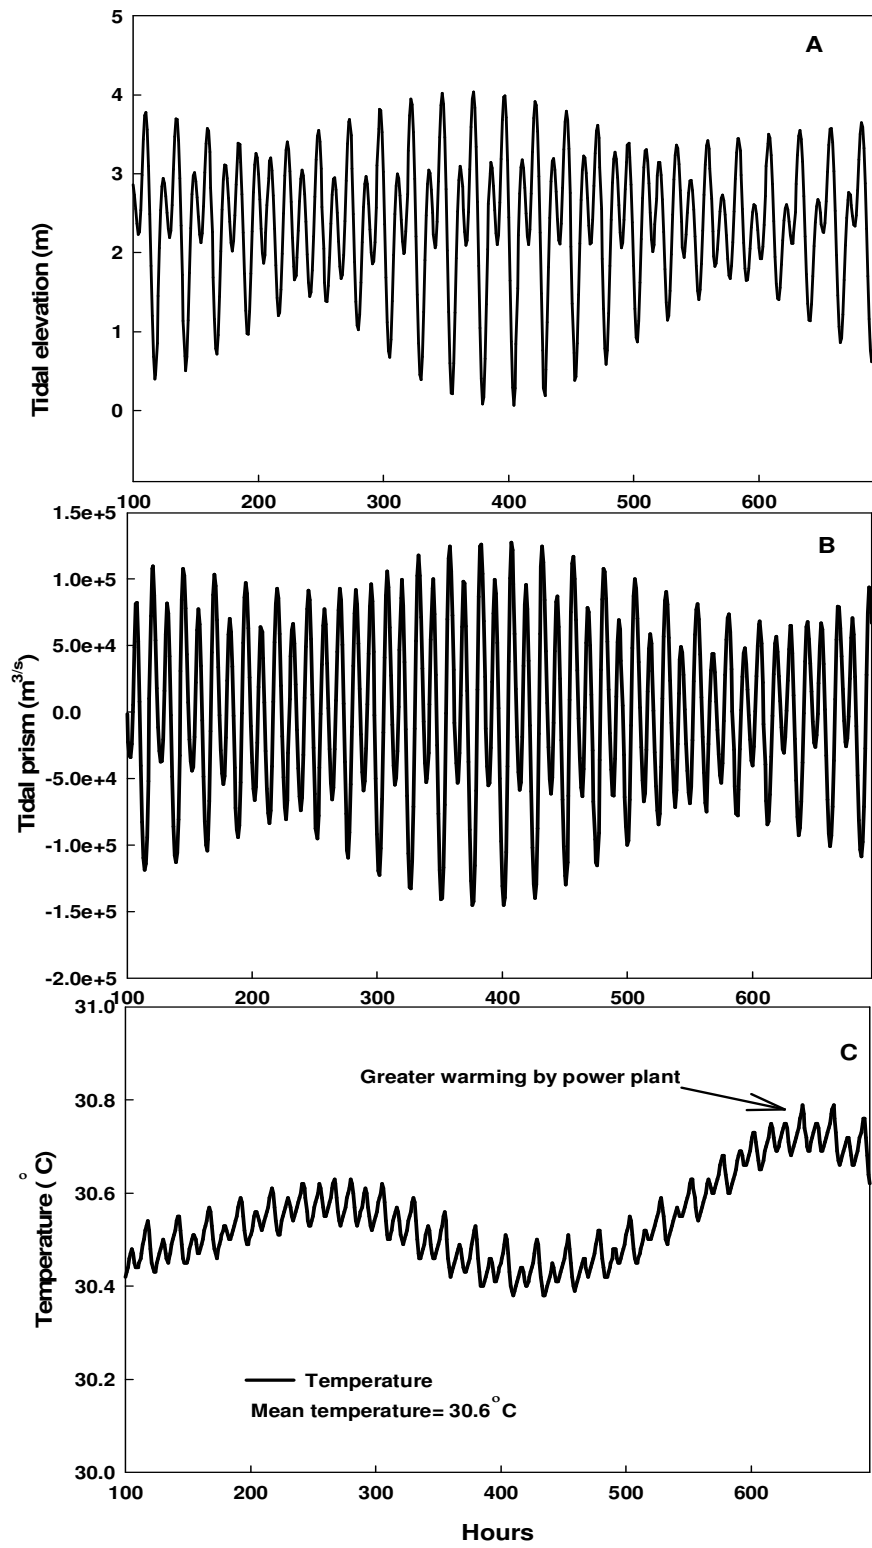 5
A
4
3
2
1
0
Tidal elevation (m)
100 200 300 400 500 600
1.5e+5
B
1.0e+5
5.0e+4
0.0
-5.0e+4
-1.0e+5
-1.5e+5
-2.0e+5
Tidal prism (m3/s)
100 200 300 400 500 600
31.0
C
Greater warming by power plant
30.8
30.6
30.4
30.2
30.0
Temperature (°C)
Temperature
Mean temperature= 30.6°C
100 200 300 400 500 600
Hours